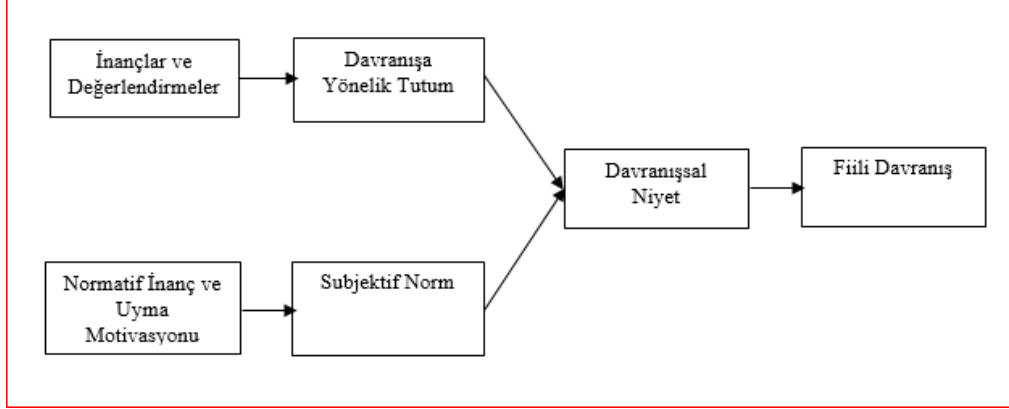 İnançlar ve
Değerlendirmeler
Davranışa
Yönelik Tutum
Davranışsal
Niyet
Fiili Davranış
Normatif İnanç ve
Uyma
Motivasyonu
Subjektif Norm